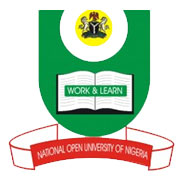 WORK & LEARN
NATIONAL OPEN UNIVERSITY OF NIGERIA